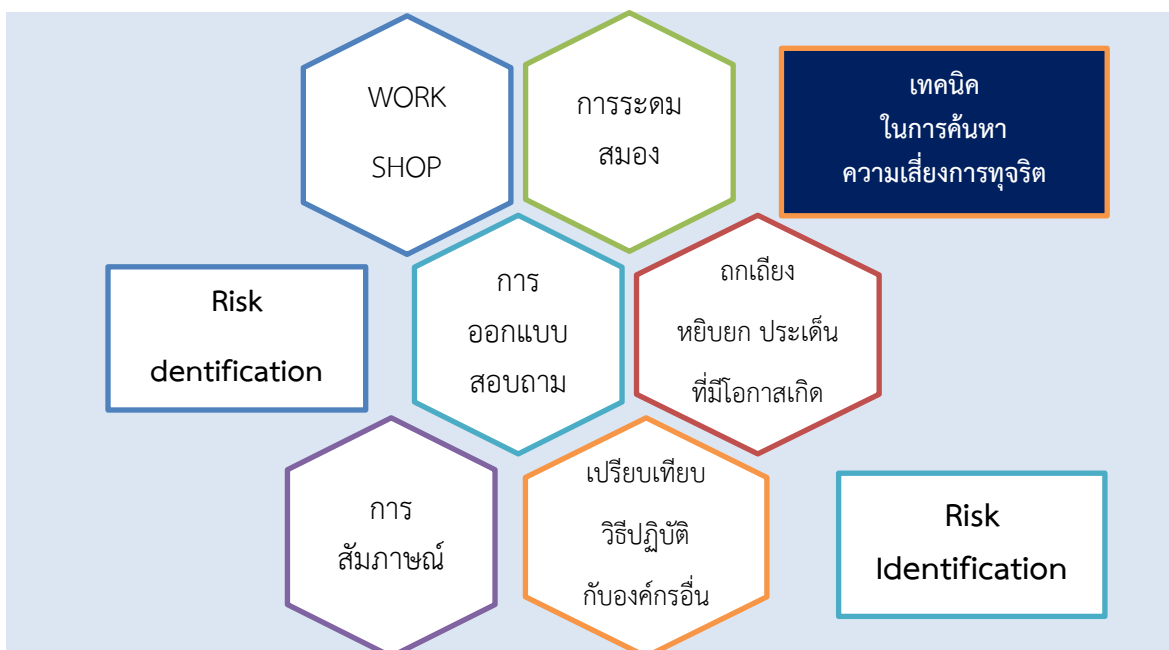 WORK
SHOP
การระดม
สมอง
เทคนิค
ในการค้นหา
ความเสี่ยงการทุจริต
Risk
dentification
การ
ออกแบบ
สอบถาม
ถกเถียง
หยิบยก ประเด็น
ที่มีโอกาสเกิด
การ
สัมภาษณ์
เปรียบเทียบ
วิธีปฏิบัติ
กับองค์กรอื่น
Risk
Identification